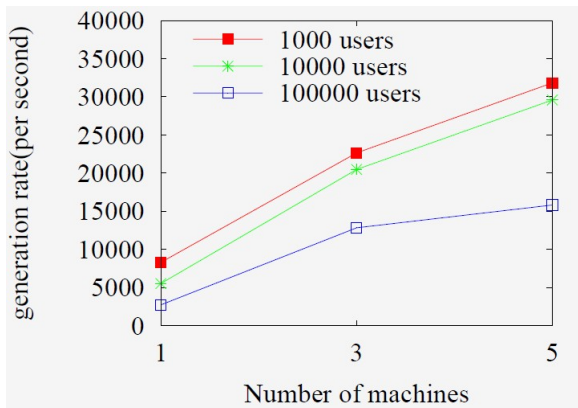 40000
35000
30000
25000
20000
15000
10000
5000
0
generation rate(per second)
1000 users
10000 users
100000 users
1 3 5
Number of machines